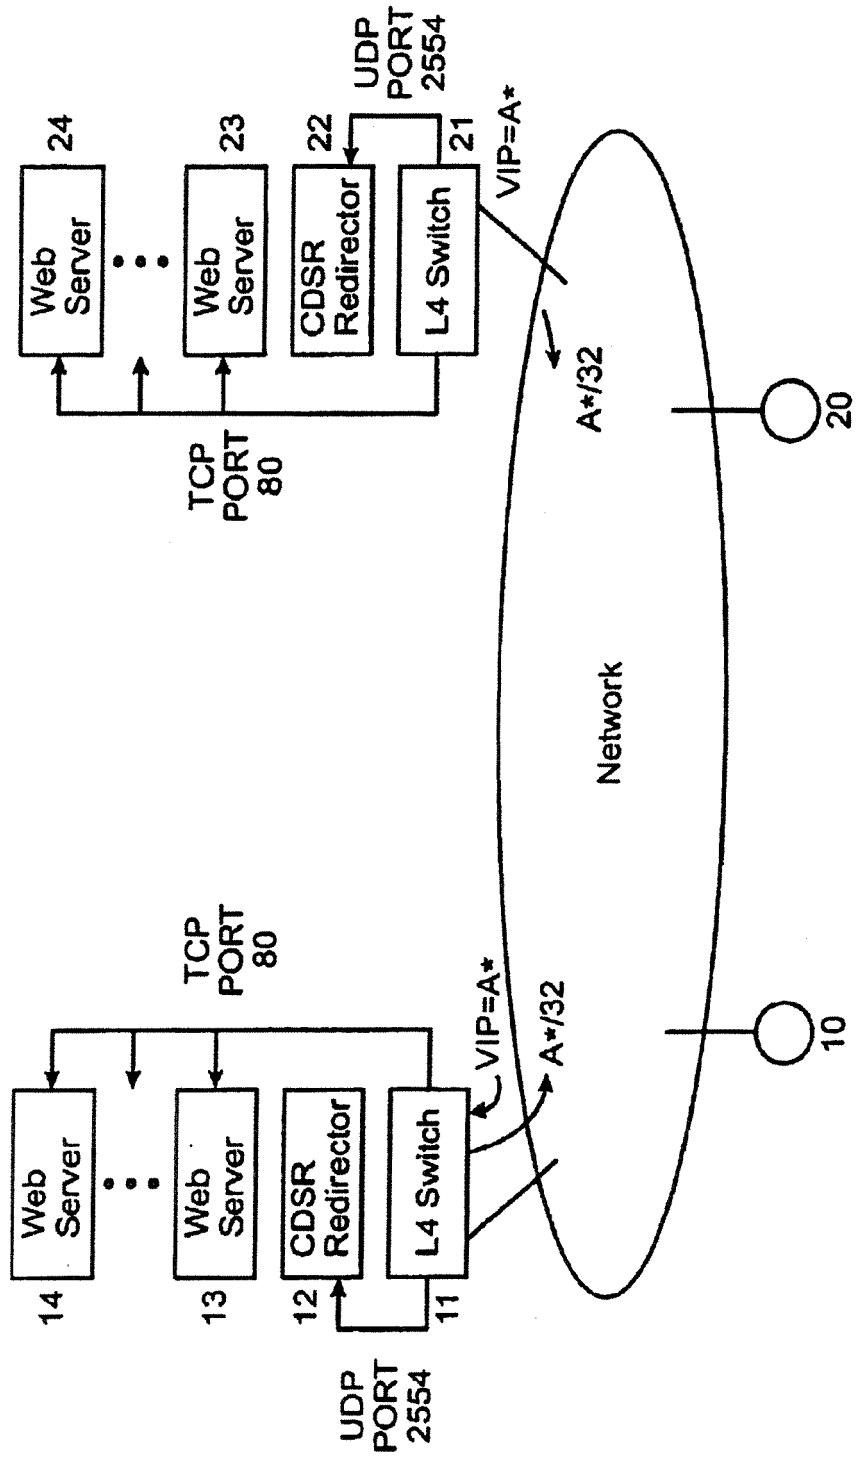 Web
Server
14
Web
Server
13
CDSR
Redirector
12
L4 Switch
11
UDP
PORT
2554
TCP
PORT
80
VIP=A*
A*/32
10
Network
Web
Server
24
Web
Server
23
CDSR
Redirector
22
L4 Switch
21
UDP
PORT
2554
TCP
PORT
80
VIP=A*
A*/32
20